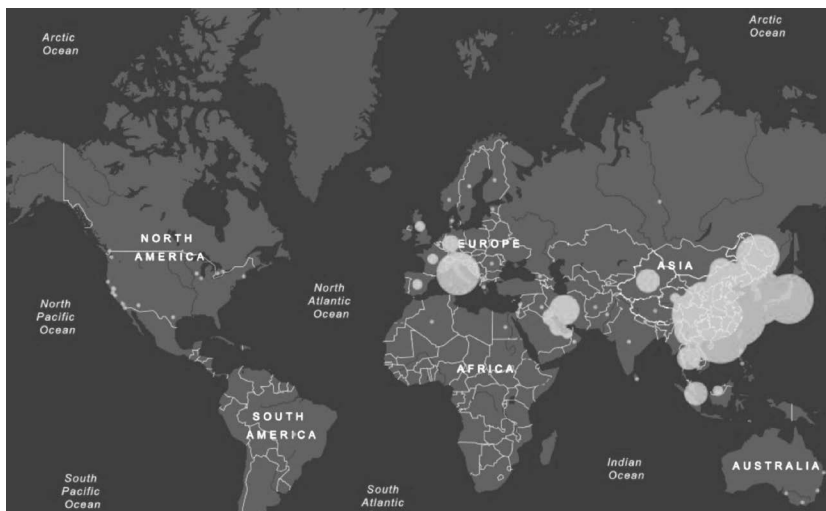 Arctic
Ocean
Arctic
Ocean
NORTH
AMERICA
EUROPE
ASIA
North
Pacific
Ocean
North
Atlantic
Ocean
AFRICA
SOUTH
AMERICA
Indian
Ocean
AUSTRALIA
South
Pacific
Ocean
South
Atlantic